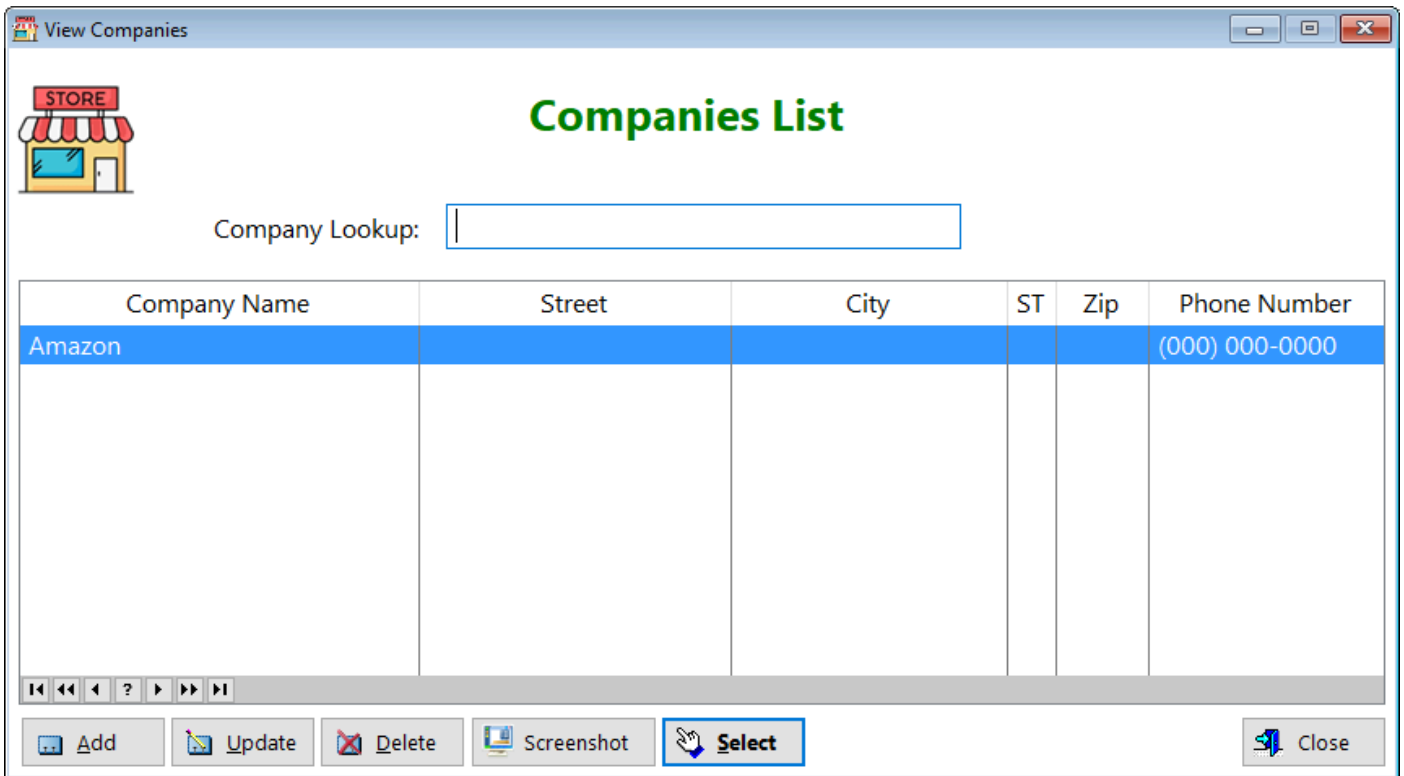 View Companies
STORE
Companies List
Company Lookup:
Company Name Street City ST Zip Phone Number
Amazon (000) 000-0000
?
Add Update Delete Screenshot Select Close